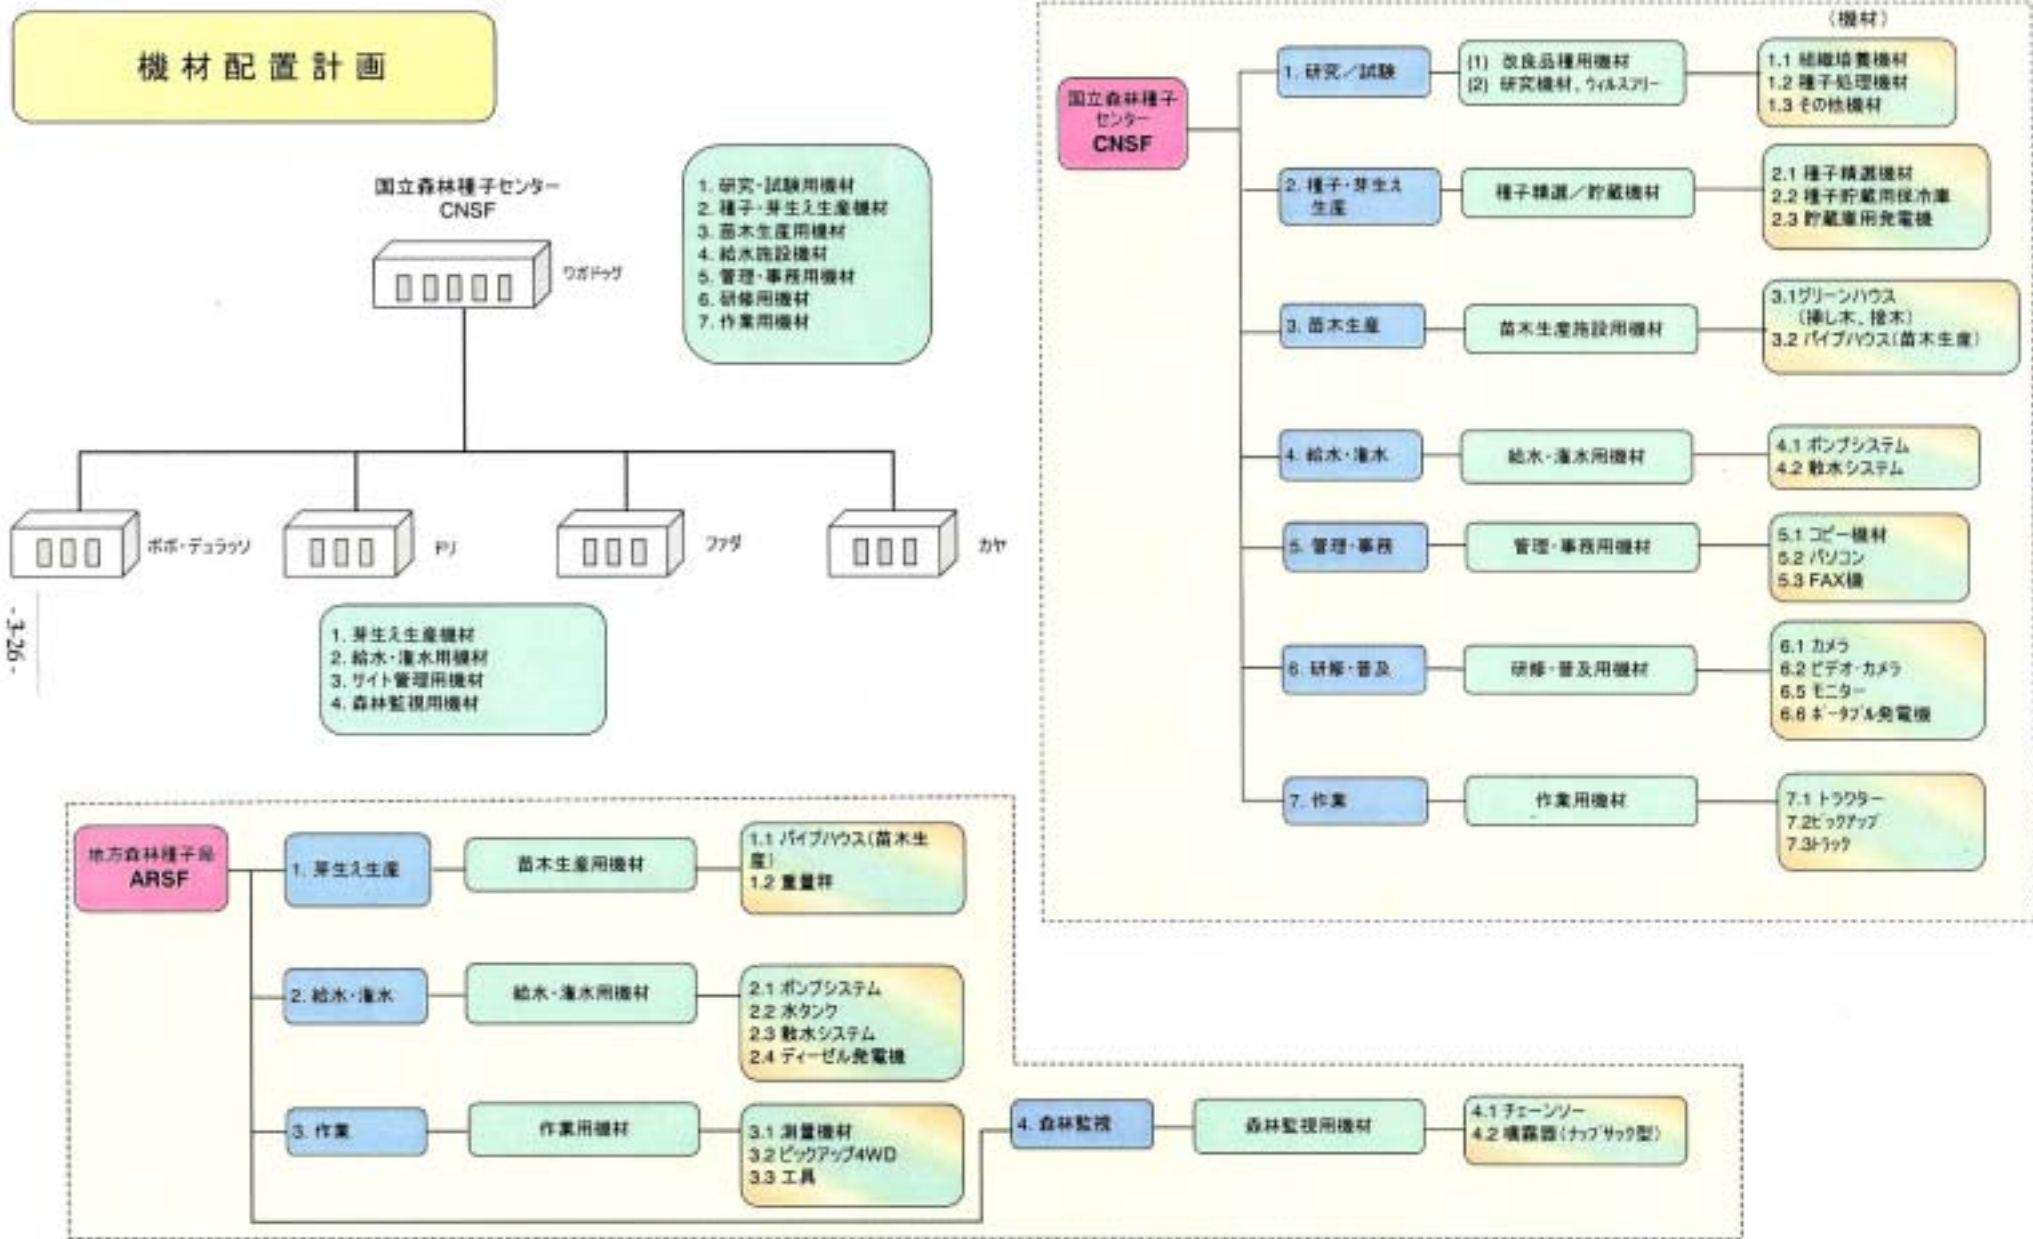 機材配置計画
国立森林種子センター
CNSF
ワガドゥグ
1. 研究・試験用機材
2. 種子・芽生え生産機材
3. 苗木生産用機材
4. 給水施設機材
5. 管理・事務用機材
6. 研修用機材
7. 作業用機材
ボボ・デュラッソ
ドリ
ファダ
カヤ
1. 芽生え生産機材
2. 給水・潅水用機材
3. サイト管理用機材
4. 森林監視用機材
-3-26-
(機材)
国立森林種子
センター
CNSF
1. 研究／試験
(1) 改良品種用機材
(2) 研究機材、ウィルスフリー
1.1 組織培養機材
1.2 種子処理機材
1.3 その他機材
2. 種子・芽生え
生産
種子精選／貯蔵機材
2.1 種子精選機材
2.2 種子貯蔵用保冷庫
2.3 貯蔵庫用発電機
3. 苗木生産
苗木生産施設用機材
3.1グリーンハウス
(挿し木、接木)
3.2 パイプハウス(苗木生産)
4. 給水・潅水
給水・潅水用機材
4.1 ポンプシステム
4.2 散水システム
5. 管理・事務
管理・事務用機材
5.1 コピー機材
5.2 パソコン
5.3 FAX機
6. 研修・普及
研修・普及用機材
6.1 カメラ
6.2 ビデオ・カメラ
6.5 モニター
6.6 ポータブル発電機
7. 作業
作業用機材
7.1 トラクター
7.2ピックアップ
7.3トラック
地方森林種子局
ARSF
1. 芽生え生産
苗木生産用機材
1.1 パイプハウス(苗木生
産)
1.2 重量秤
2. 給水・潅水
給水・潅水用機材
2.1 ポンプシステム
2.2 水タンク
2.3 散水システム
2.4 ディーゼル発電機
3. 作業
作業用機材
3.1 測量機材
3.2 ピックアップ4WD
3.3 工具
4. 森林監視
森林監視用機材
4.1 チェーンソー
4.2 噴霧器(ナップサック型)